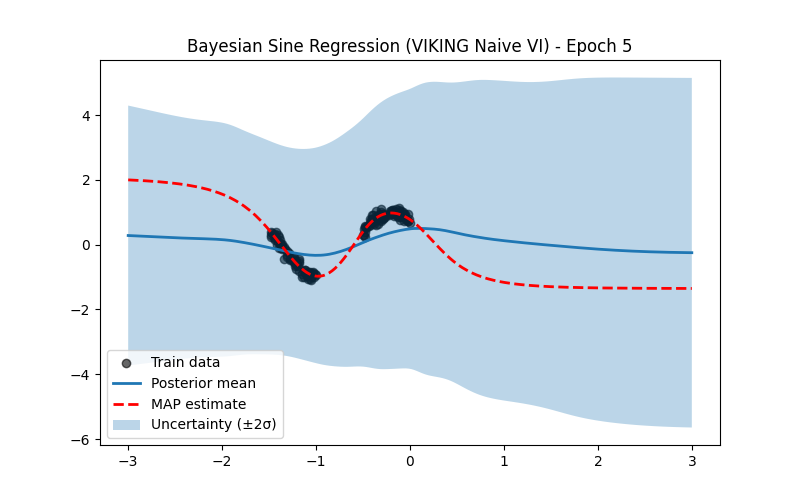 Bayesian Sine Regression (VIKING Naive VI) - Epoch 5
4
2
0
−2
−4
−6
Train data
Posterior mean
MAP estimate
Uncertainty (±2σ)
−3 −2 −1 0 1 2 3